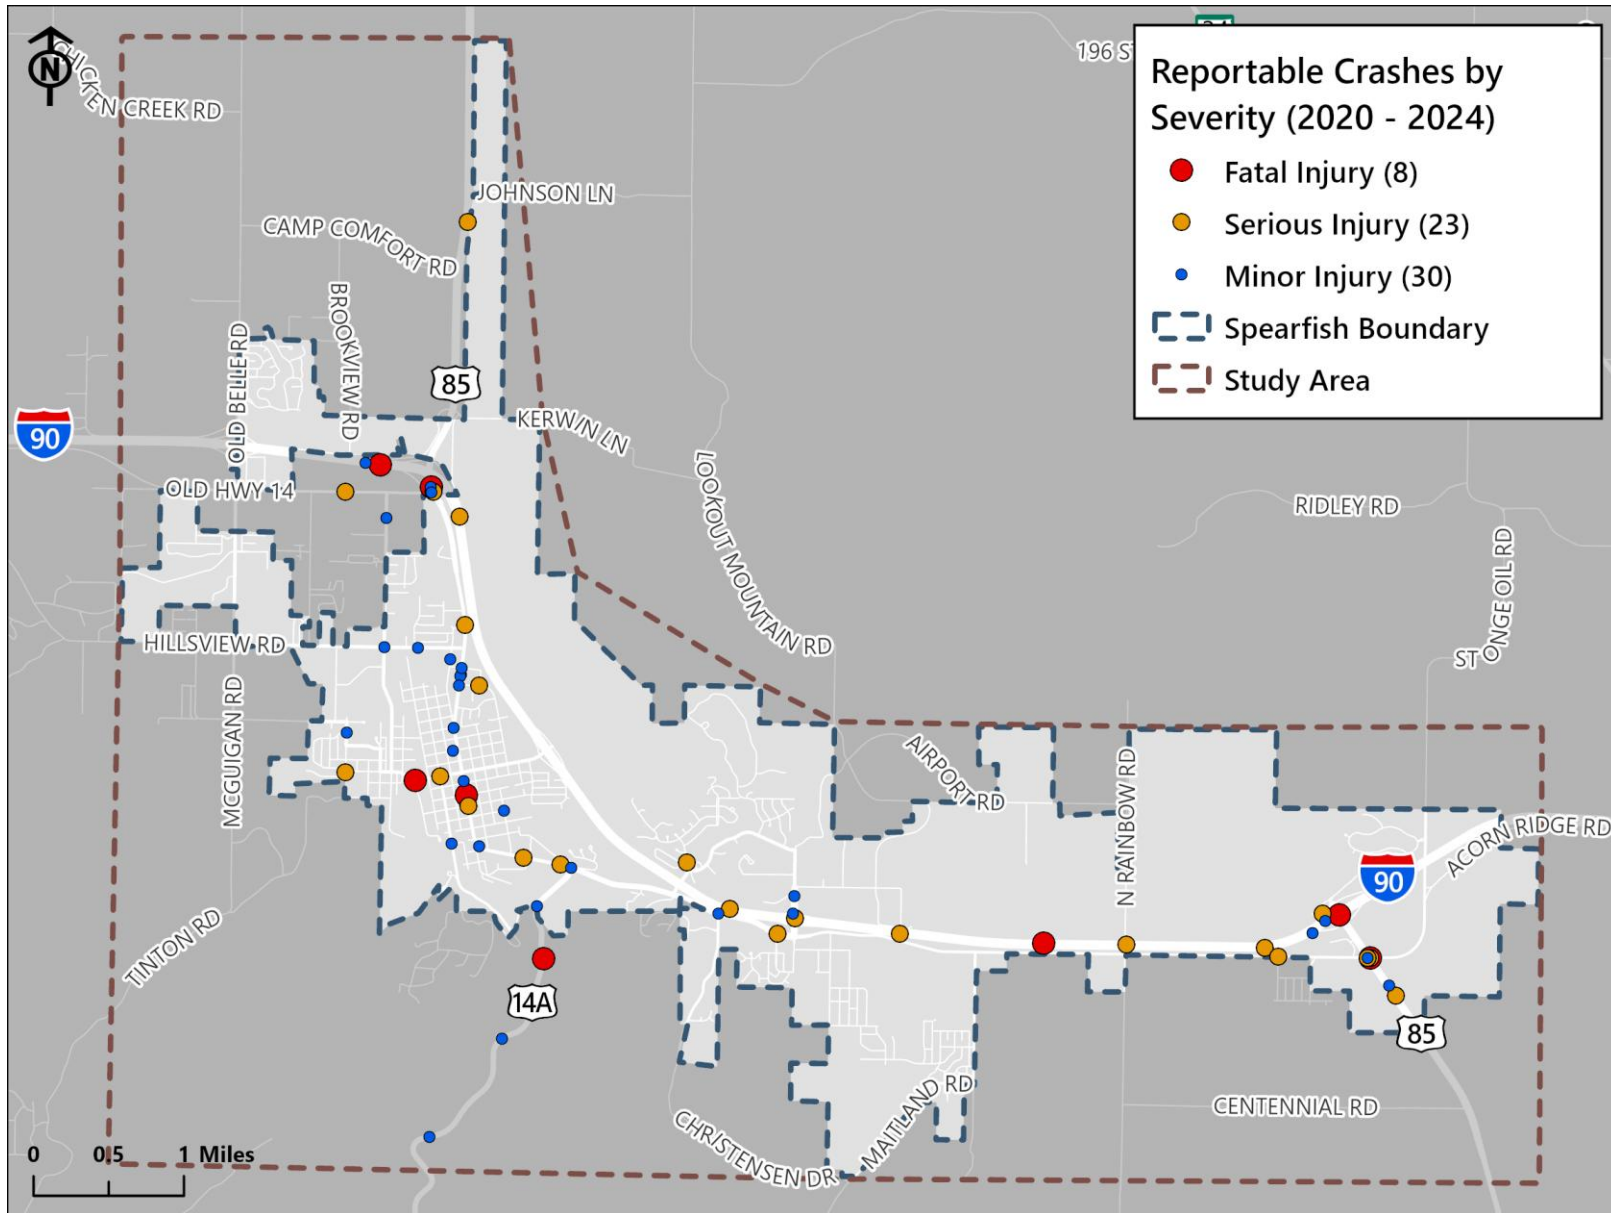 N
CHICKEN CREEK RD
196 ST
Reportable Crashes by
Severity (2020 - 2024)
Fatal Injury (8)
Serious Injury (23)
Minor Injury (30)
Spearfish Boundary
Study Area
JOHNSON LN
CAMP COMFORT RD
BROOKVIEW RD
OLD BELLE RD
85
KERWIN LN
90
OLD HWY 14
LOOKOUT MOUNTAIN RD
RIDLEY RD
ST ONGE OIL RD
HILLSVIEW RD
MCGUIGAN RD
AIRPORT RD
N RAINBOW RD
ACORN RIDGE RD
90
TINTON RD
14A
85
MAITLAND RD
CENTENNIAL RD
CHRISTENSEN DR
0 0.5 1 Miles